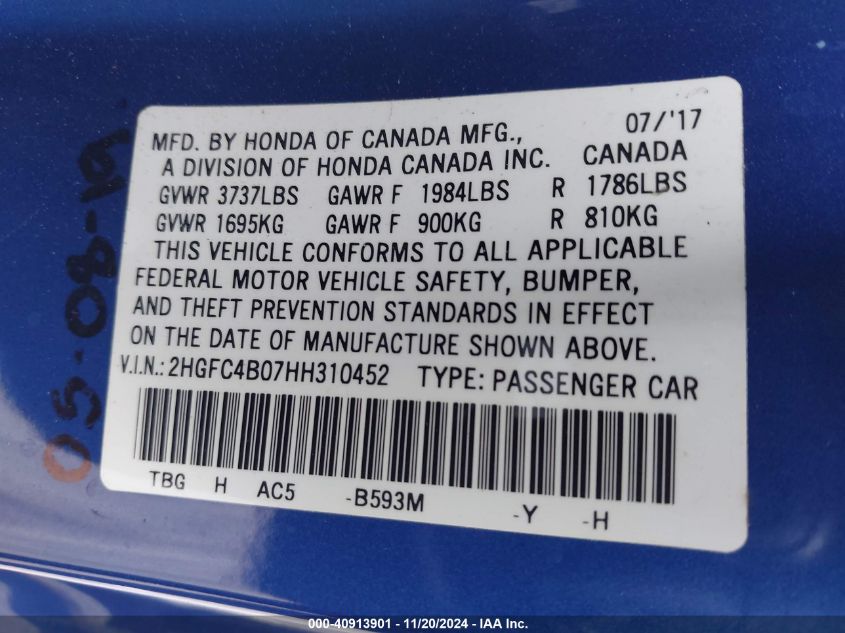 05-08-19.
MFD. BY HONDA OF CANADA MFG., 07/'17
A DIVISION OF HONDA CANADA INC. CANADA
GVWR 3737LBS GAWR F 1984LBS R 1786LBS
GVWR 1695KG GAWR F 900KG R 810KG
THIS VEHICLE CONFORMS TO ALL APPLICABLE
FEDERAL MOTOR VEHICLE SAFETY, BUMPER,
AND THEFT PREVENTION STANDARDS IN EFFECT
ON THE DATE OF MANUFACTURE SHOWN ABOVE.
V.I.N.: 2HGFC4B07HH310452 TYPE: PASSENGER CAR
TBG H AC5 -B593M -Y -H
000-40913901 - 11/20/2024 - IAA Inc.